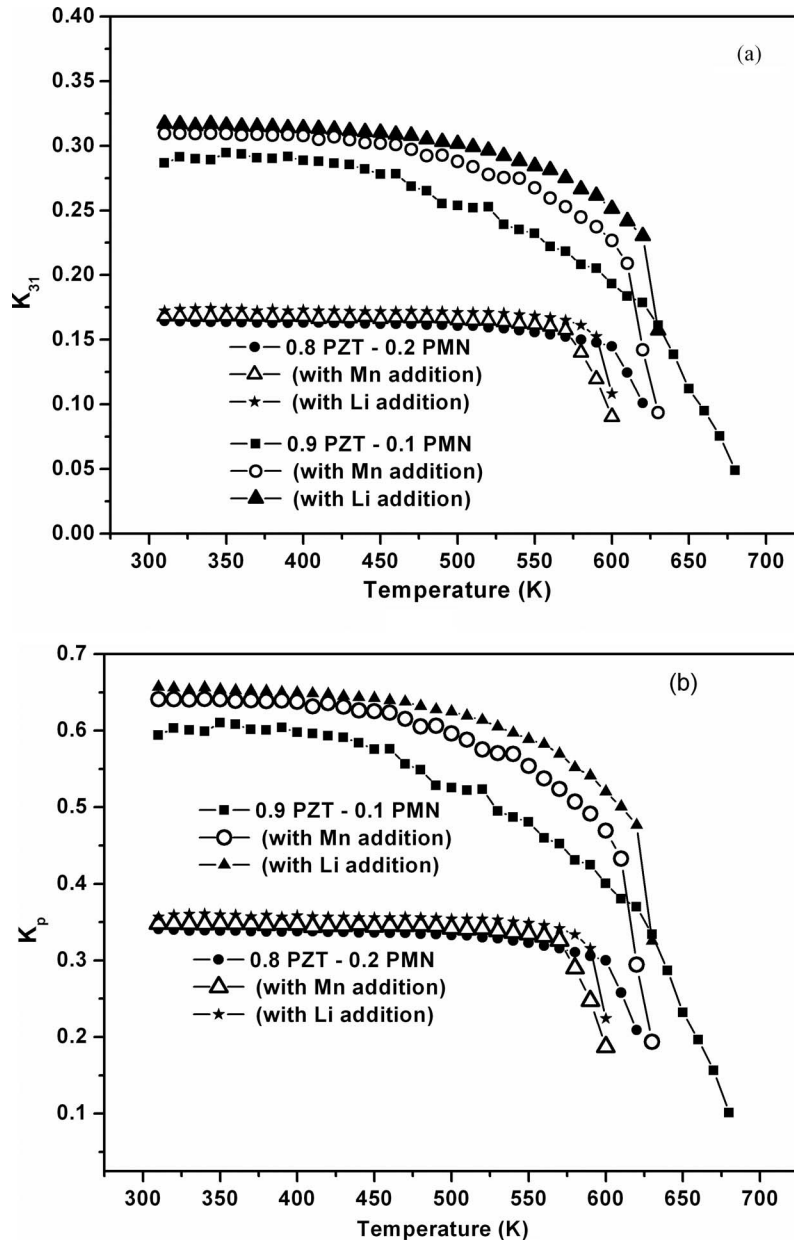 0.40
(a)
0.35
0.30
0.25
0.20
K31
0.15
0.8 PZT - 0.2 PMN
(with Mn addition)
(with Li addition)
0.10
0.9 PZT - 0.1 PMN
(with Mn addition)
(with Li addition)
0.05
0.00
300 350 400 450 500 550 600 650 700
Temperature (K)
0.7
(b)
0.6
0.5
0.9 PZT - 0.1 PMN
(with Mn addition)
(with Li addition)
0.4
Kp
0.3
0.8 PZT - 0.2 PMN
(with Mn addition)
(with Li addition)
0.2
0.1
300 350 400 450 500 550 600 650 700
Temperature (K)